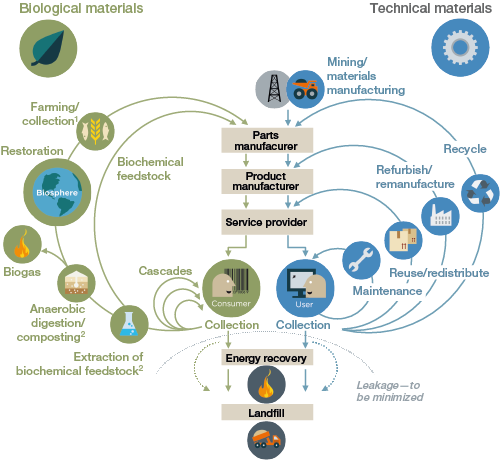 Biological materials
Technical materials
Mining/
materials
manufacturing
Farming/
collection¹
Parts
manufacurer
Recycle
Restoration
Biochemical
feedstock
Refurbish/
remanufacture
Product
manufacturer
Biosphere
Service provider
Biogas
Cascades
Reuse/redistribute
Maintenance
Consumer
User
Anaerobic
digestion/
composting²
Collection
Collection
Extraction of
biochemical feedstock²
Energy recovery
Leakage—to
be minimized
Landfill